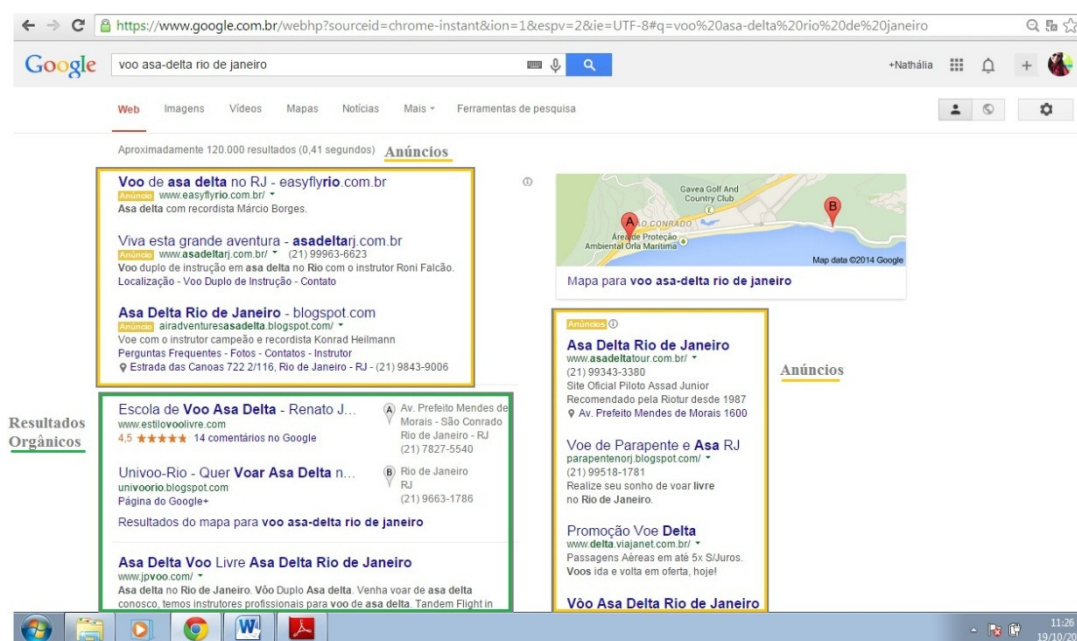 https://www.google.com.br/webhp?sourceid=chrome-instant&ion=1&espv=2&ie=UTF-8#q=voo%20asa-delta%20rio%20de%20janeiro
Google
voo asa-delta rio de janeiro
+Nathália
Web Imagens Vídeos Mapas Notícias Mais Ferramentas de pesquisa
Aproximadamente 120.000 resultados (0,41 segundos)
Anúncios
Voo de asa delta no RJ - easyflyrio.com.br
Anúncio www.easyflyrio.com.br/
Asa delta com recordista Márcio Borges.
Viva esta grande aventura - asadeltarj.com.br
Anúncio www.asadeltarj.com.br/ (21) 99963-6623
Voo duplo de instrução em asa delta no Rio com o instrutor Roni Falcão.
Localização - Voo Duplo de Instrução - Contato
Asa Delta Rio de Janeiro - blogspot.com
Anúncio airadventuresasadelta.blogspot.com/
Voe com o instrutor campeão e recordista Konrad Heilmann
Perguntas Frequentes - Fotos - Contatos - Instrutor
Estrada das Canoas 722 2/116, Rio de Janeiro - RJ - (21) 9843-9006
Resultados
Orgânicos
Escola de Voo Asa Delta - Renato J...
www.estilovoolivre.com
4,5 ★★★★★ 14 comentários no Google
A Av. Prefeito Mendes de
Morais - São Conrado
Rio de Janeiro - RJ
(21) 7827-5540
Univoo-Rio - Quer Voar Asa Delta n...
univoorio.blogspot.com
Página do Google+
B Rio de Janeiro
RJ
(21) 9663-1786
Resultados do mapa para voo asa-delta rio de janeiro
Asa Delta Voo Livre Asa Delta Rio de Janeiro
www.jpvoo.com/
Asa delta no Rio de Janeiro. Vôo Duplo Asa delta. Venha voar de asa delta
conosco, temos instrutores profissionais para voo de asa delta. Tandem Flight in
Gavea Golf And
Country Club
A
B
SÃO CONRADO
Área de Proteção
Ambiental Orla Marítima
Map data ©2014 Google
Mapa para voo asa-delta rio de janeiro
Anúncios
Asa Delta Rio de Janeiro
www.asadeltatour.com.br/
(21) 99343-3380
Site Oficial Piloto Assad Junior
Recomendado pela Riotur desde 1987
Av. Prefeito Mendes de Morais 1600
Anúncios
Voe de Parapente e Asa RJ
parapentenorj.blogspot.com/
(21) 99518-1781
Realize seu sonho de voar livre
no Rio de Janeiro.
Promoção Voe Delta
www.delta.viajanet.com.br/
Passagens Aéreas em até 5x S/Juros.
Voos ida e volta em oferta, hoje!
Vôo Asa Delta Rio de Janeiro
11:26
19/10/20